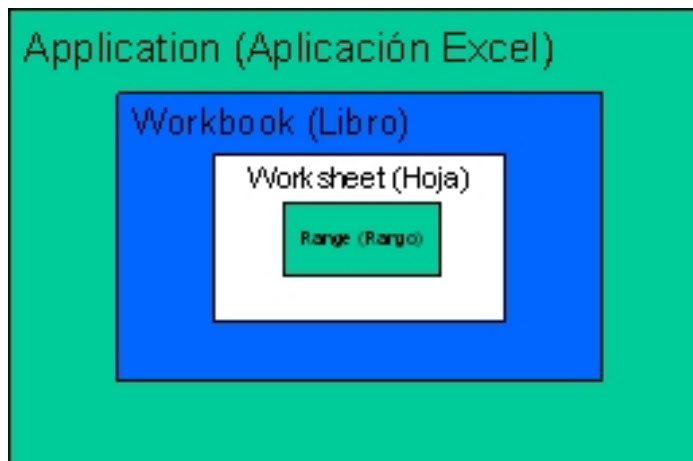 Application (Aplicación Excel)
Workbook (Libro)
Worksheet (Hoja)
Range (Rango)